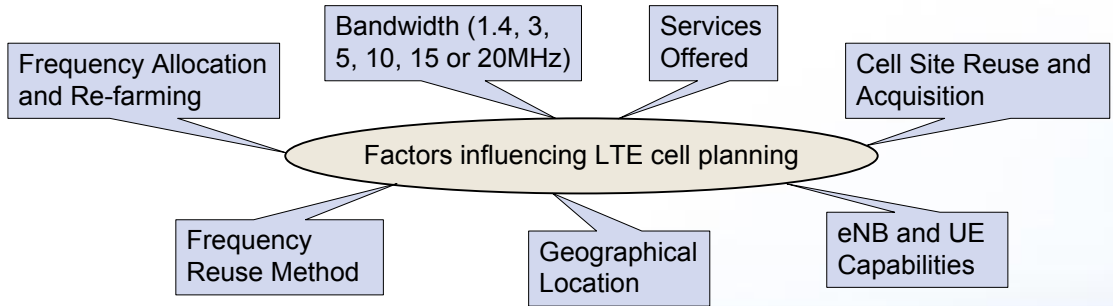 Bandwidth (1.4, 3,
5, 10, 15 or 20MHz)
Services
Offered
Frequency Allocation
and Re-farming
Cell Site Reuse and
Acquisition
Factors influencing LTE cell planning
Frequency
Reuse Method
Geographical
Location
eNB and UE
Capabilities